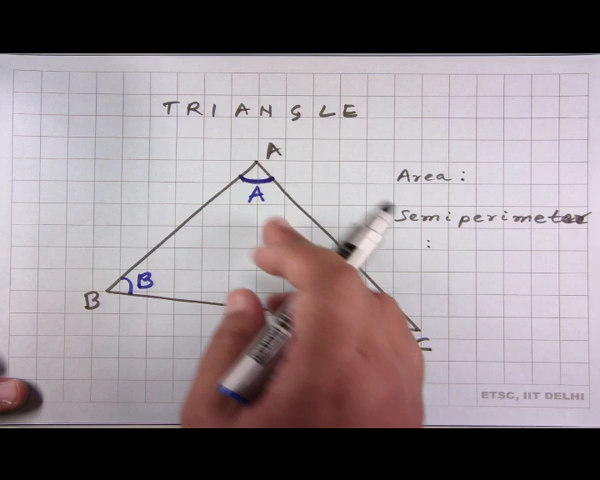 TRIANGLE
A
A
Area :
Semiperimeter
:
B
B
C
ETSC, IIT DELHI